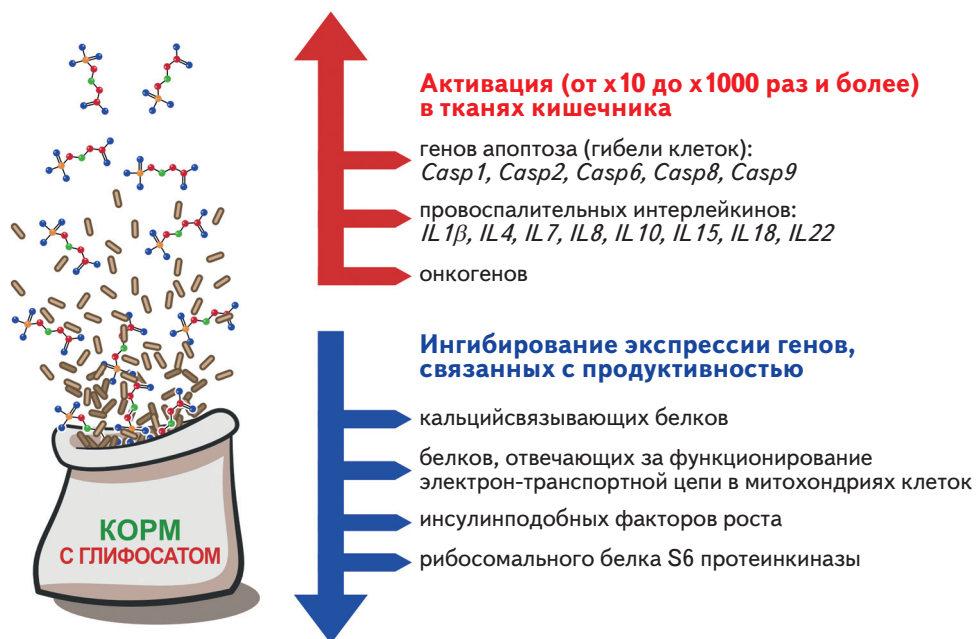 Активация (от х10 до х1000 раз и более)
в тканях кишечника
генов апоптоза (гибели клеток):
Casp1, Casp2, Casp6, Casp8, Casp9
провоспалительных интерлейкинов:
IL1β, IL4, IL7, IL8, IL10, IL15, IL18, IL22
онкогенов
Ингибирование экспрессии генов,
связанных с продуктивностью
кальцийсвязывающих белков
белков, отвечающих за функционирование
электрон-транспортной цепи в митохондриях клеток
инсулинподобных факторов роста
рибосомального белка S6 протеинкиназы
КОРМ
С ГЛИФОСАТОМ